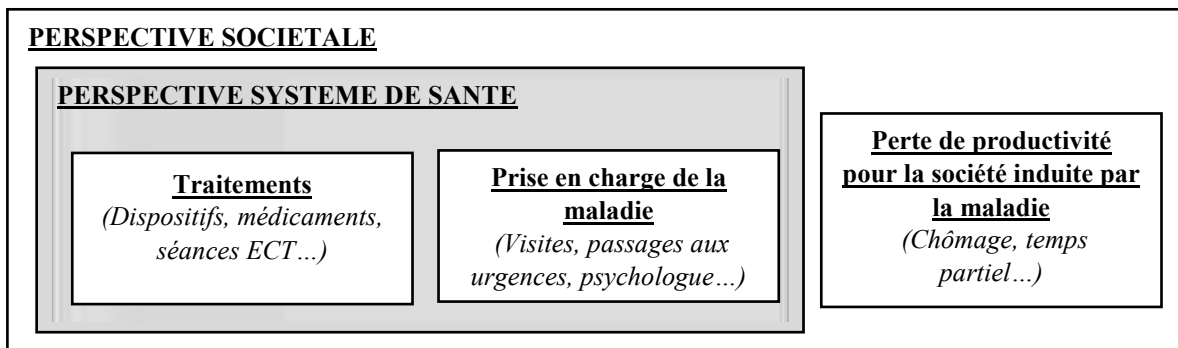 PERSPECTIVE SOCIETALE
PERSPECTIVE SYSTEME DE SANTE
Traitements
(Dispositifs, médicaments,
séances ECT…)
Prise en charge de la
maladie
(Visites, passages aux
urgences, psychologue…)
Perte de productivité
pour la société induite par
la maladie
(Chômage, temps
partiel…)